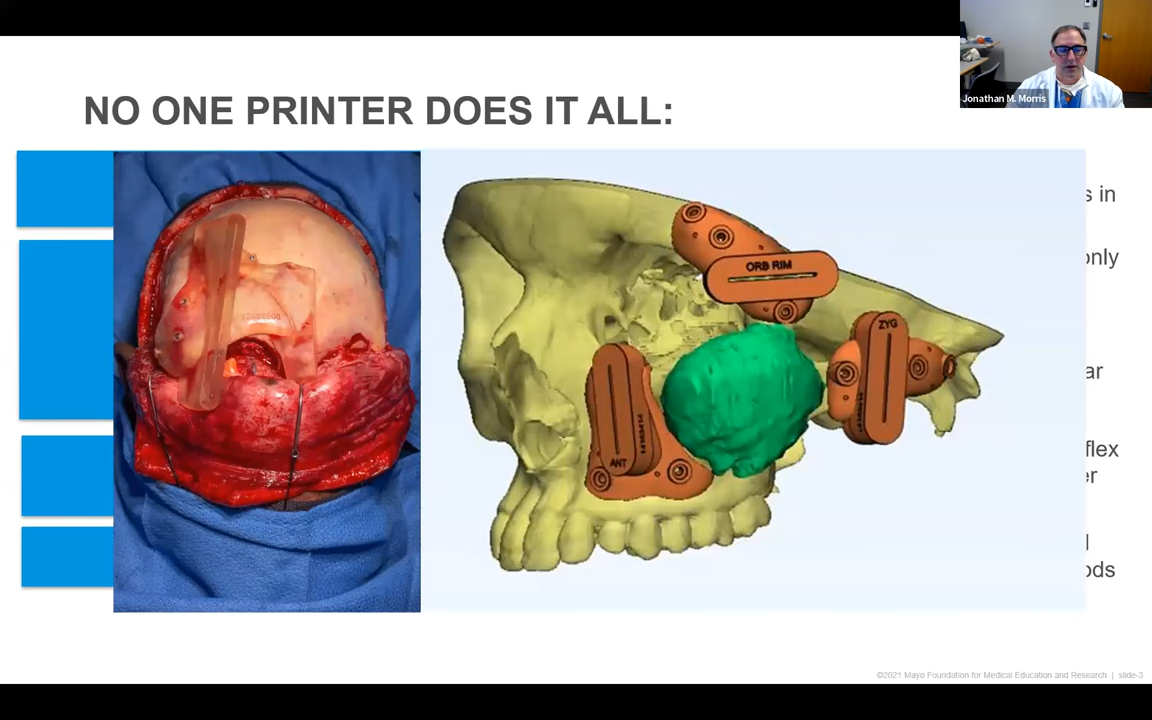 Jonathan M. Morris
NO ONE PRINTER DOES IT ALL:
s in
only
ar
flex
er
l
ods
ORB RIM
ZYG
ANT
©2021 Mayo Foundation for Medical Education and Research | slide-3